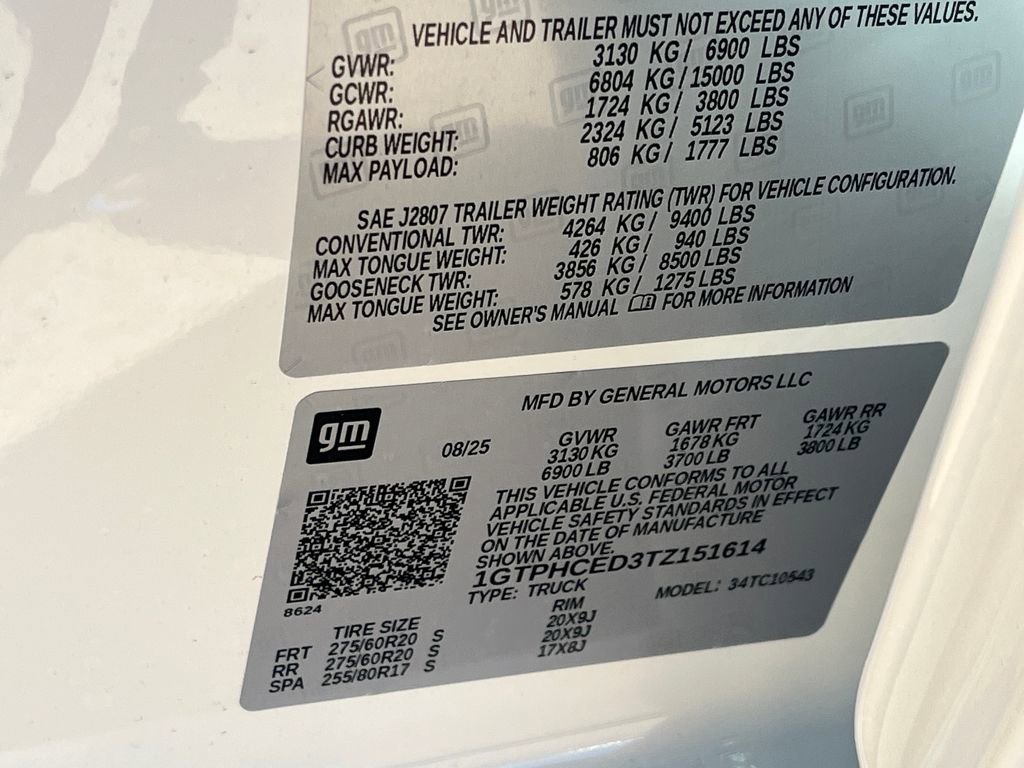 VEHICLE AND TRAILER MUST NOT EXCEED ANY OF THESE VALUES.
GVWR: 3130 KG/ 6900 LBS
GCWR: 6804 KG/15000 LBS
RGAWR: 1724 KG/ 3800 LBS
CURB WEIGHT: 2324 KG/ 5123 LBS
MAX PAYLOAD: 806 KG/ 1777 LBS
SAE J2807 TRAILER WEIGHT RATING (TWR) FOR VEHICLE CONFIGURATION.
CONVENTIONAL TWR: 4264 KG/ 9400 LBS
MAX TONGUE WEIGHT: 426 KG/ 940 LBS
GOOSENECK TWR: 3856 KG/ 8500 LBS
MAX TONGUE WEIGHT: 578 KG/ 1275 LBS
SEE OWNER'S MANUAL FOR MORE INFORMATION
MFD BY GENERAL MOTORS LLC
gm
08/25
GVWR GAWR FRT GAWR RR
3130 KG 1678 KG 1724 KG
6900 LB 3700 LB 3800 LB
THIS VEHICLE CONFORMS TO ALL
APPLICABLE U.S. FEDERAL MOTOR
VEHICLE SAFETY STANDARDS IN EFFECT
ON THE DATE OF MANUFACTURE
SHOWN ABOVE.
1GTPHCED3TZ151614
TYPE: TRUCK MODEL: 34TC10543
8624
TIRE SIZE RIM
FRT 275/60R20 S 20X9J
RR 275/60R20 S 20X9J
SPA 255/80R17 S 17X8J